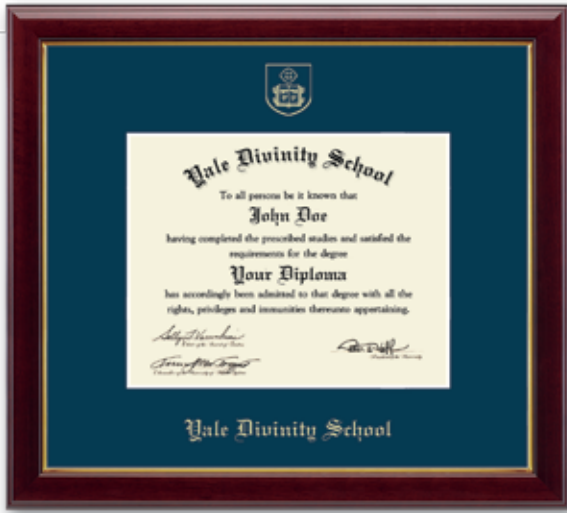 Yale Divinity School
To all persons be it known that
John Doe
having completed the prescribed studies and satisfied the
requirements for the degree
Your Diploma
has accordingly been admitted to that degree with all the
rights, privileges and immunities thereunto appertaining.
Yale Divinity School